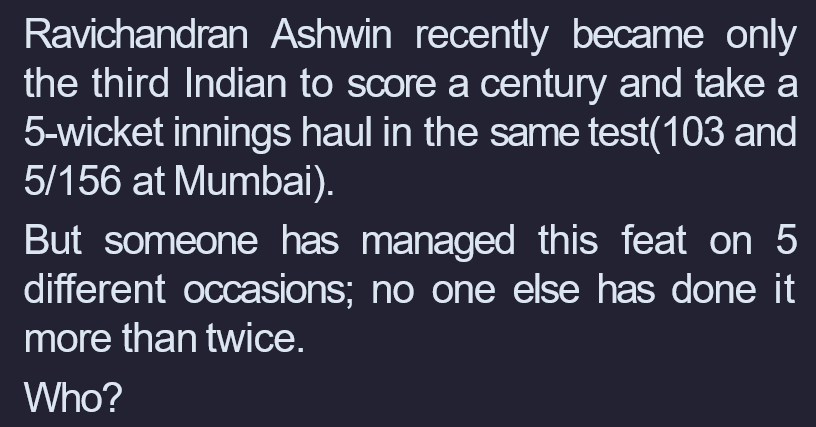 Ravichandran Ashwin recently became only
the third Indian to score a century and take a
5-wicket innings haul in the same test(103 and
5/156 at Mumbai).
But someone has managed this feat on 5
different occasions; no one else has done it
more than twice.
Who?